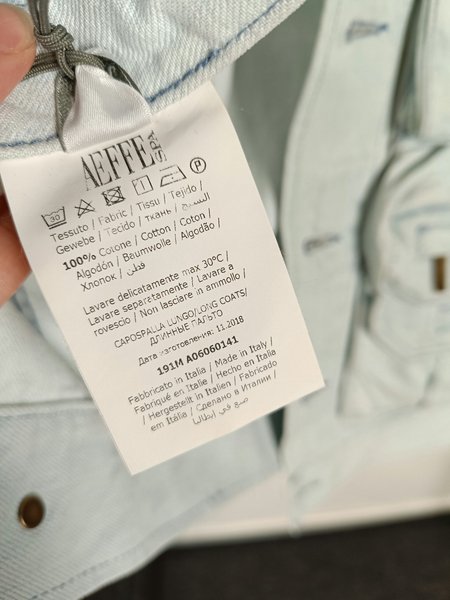 AEFFE SPA
30 P
Tessuto / Fabric / Tissu / Tejido /
Gewebe / Tecido / ткань / النسيج
100% Cotone / Cotton / Coton /
Algodón / Baumwolle / Algodão /
Хлопок / قطن
Lavare delicatamente max 30°C/
Lavare separatamente / Lavare a
rovescio / Non lasciare in ammollo /
CAPOSPALLA LUNGO/LONG COATS/
ДЛИННЫЕ ПАЛЬТО
Дата изготовления: 11.2018
191M A06060141
Fabbricato in Italia / Made in Italy /
Fabriqué en Italie / Hecho en Italia
/ Hergestellt in Italien / Fabricado
em Itália / Сделано в Италии /
صنع في إيطاليا